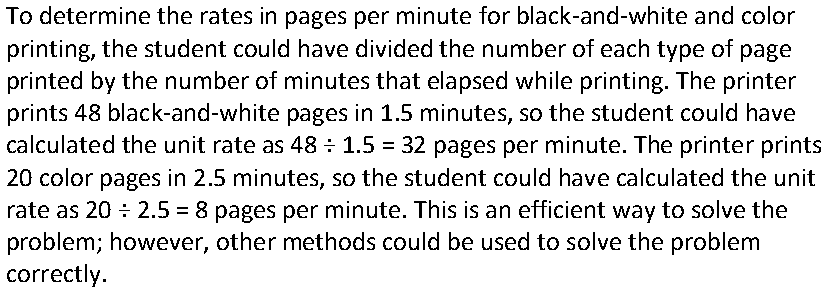 To determine the rates in pages per minute for black-and-white and color
printing, the student could have divided the number of each type of page
printed by the number of minutes that elapsed while printing. The printer
prints 48 black-and-white pages in 1.5 minutes, so the student could have
calculated the unit rate as 48 ÷ 1.5 = 32 pages per minute. The printer prints
20 color pages in 2.5 minutes, so the student could have calculated the unit
rate as 20 ÷ 2.5 = 8 pages per minute. This is an efficient way to solve the
problem; however, other methods could be used to solve the problem
correctly.